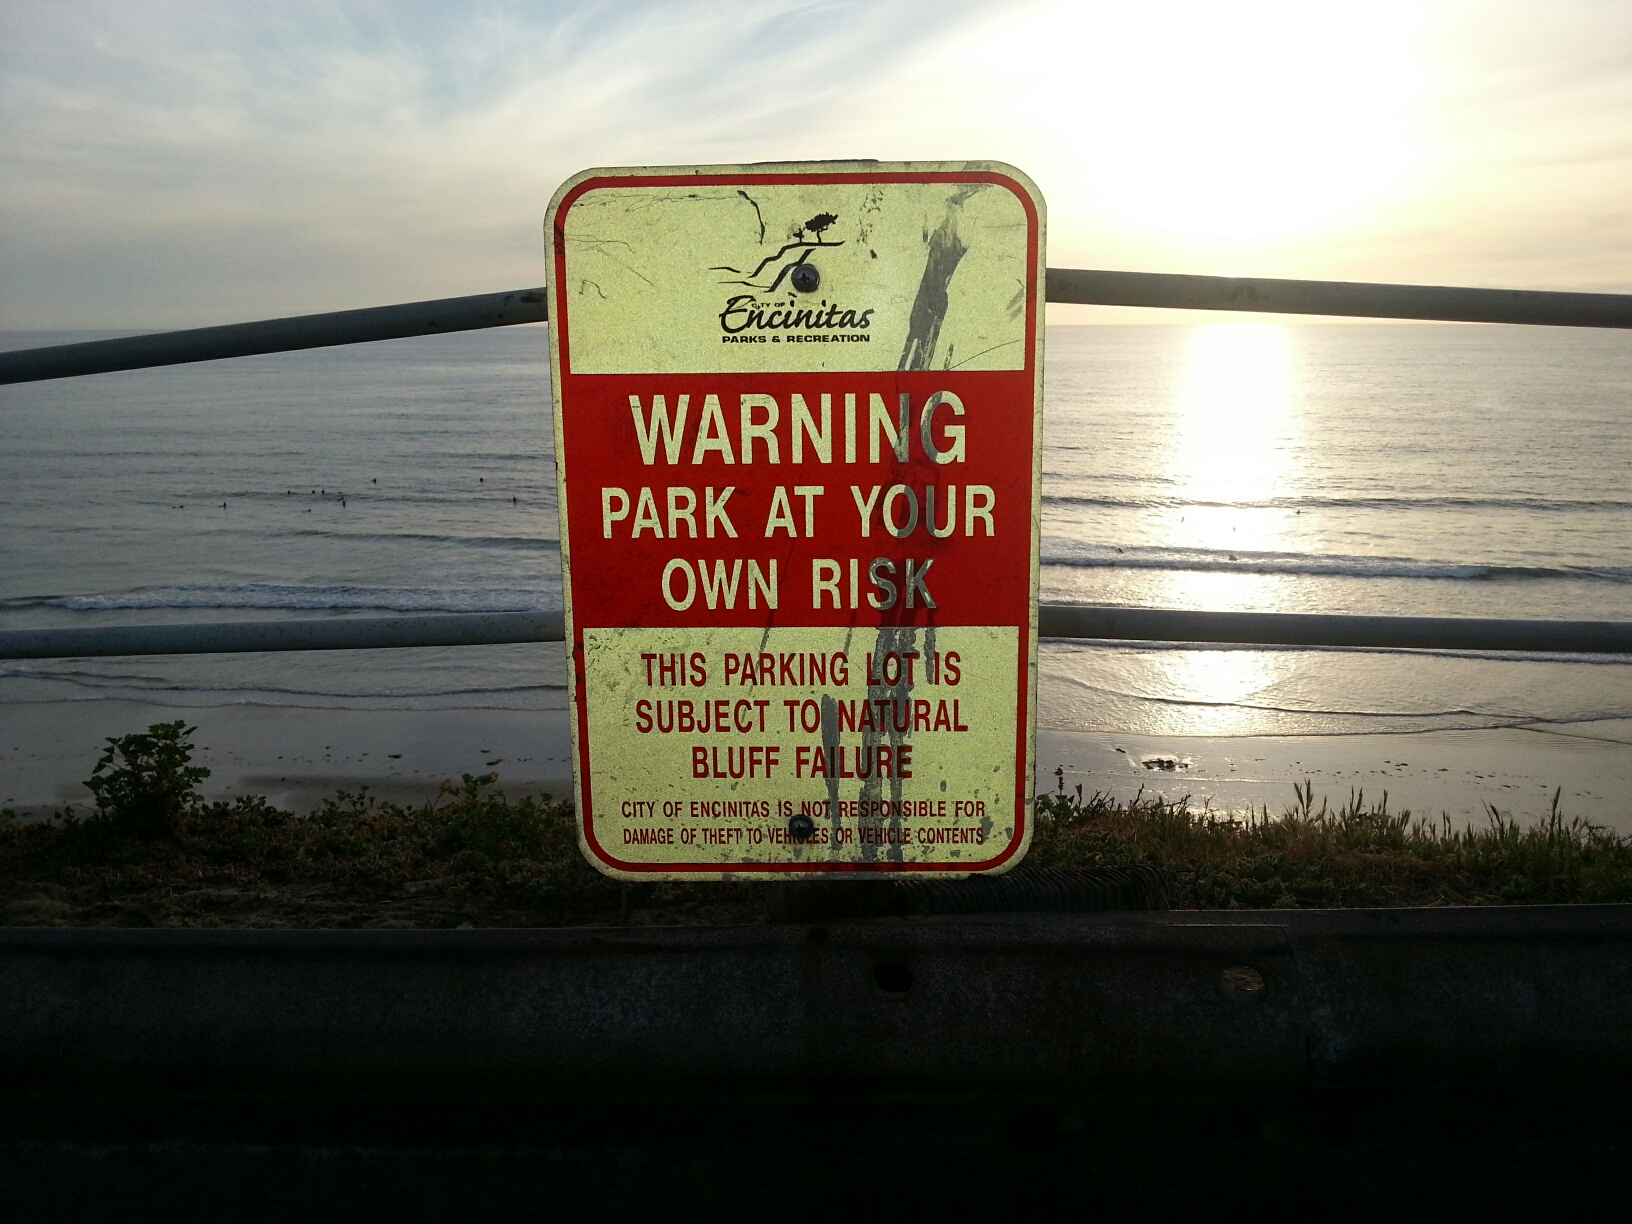 CITY OF
Encinitas
PARKS & RECREATION
WARNING
PARK AT YOUR
OWN RISK
THIS PARKING LOT IS
SUBJECT TO NATURAL
BLUFF FAILURE
CITY OF ENCINITAS IS NOT RESPONSIBLE FOR
DAMAGE OF THEFT TO VEHICLES OR VEHICLE CONTENTS